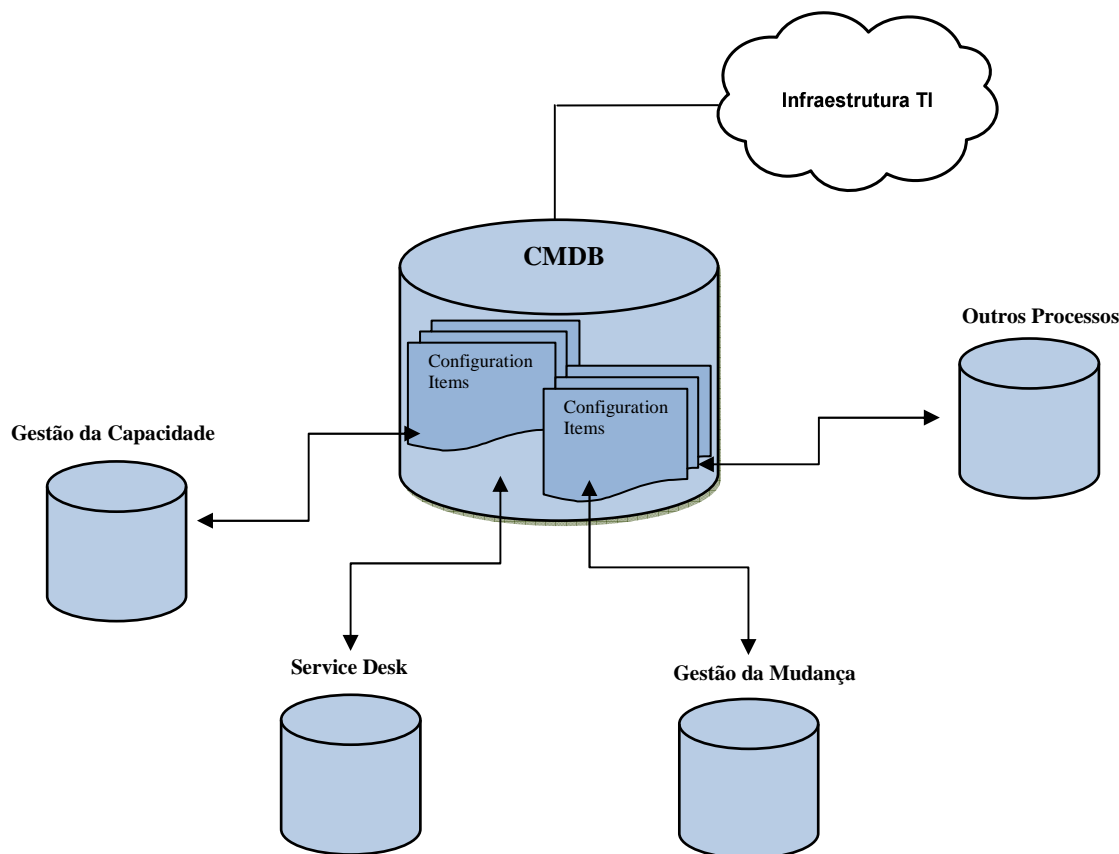 Infraestrutura TI
CMDB
Outros Processos
Configuration
Items
Configuration
Items
Gestão da Capacidade
Service Desk
Gestão da Mudança